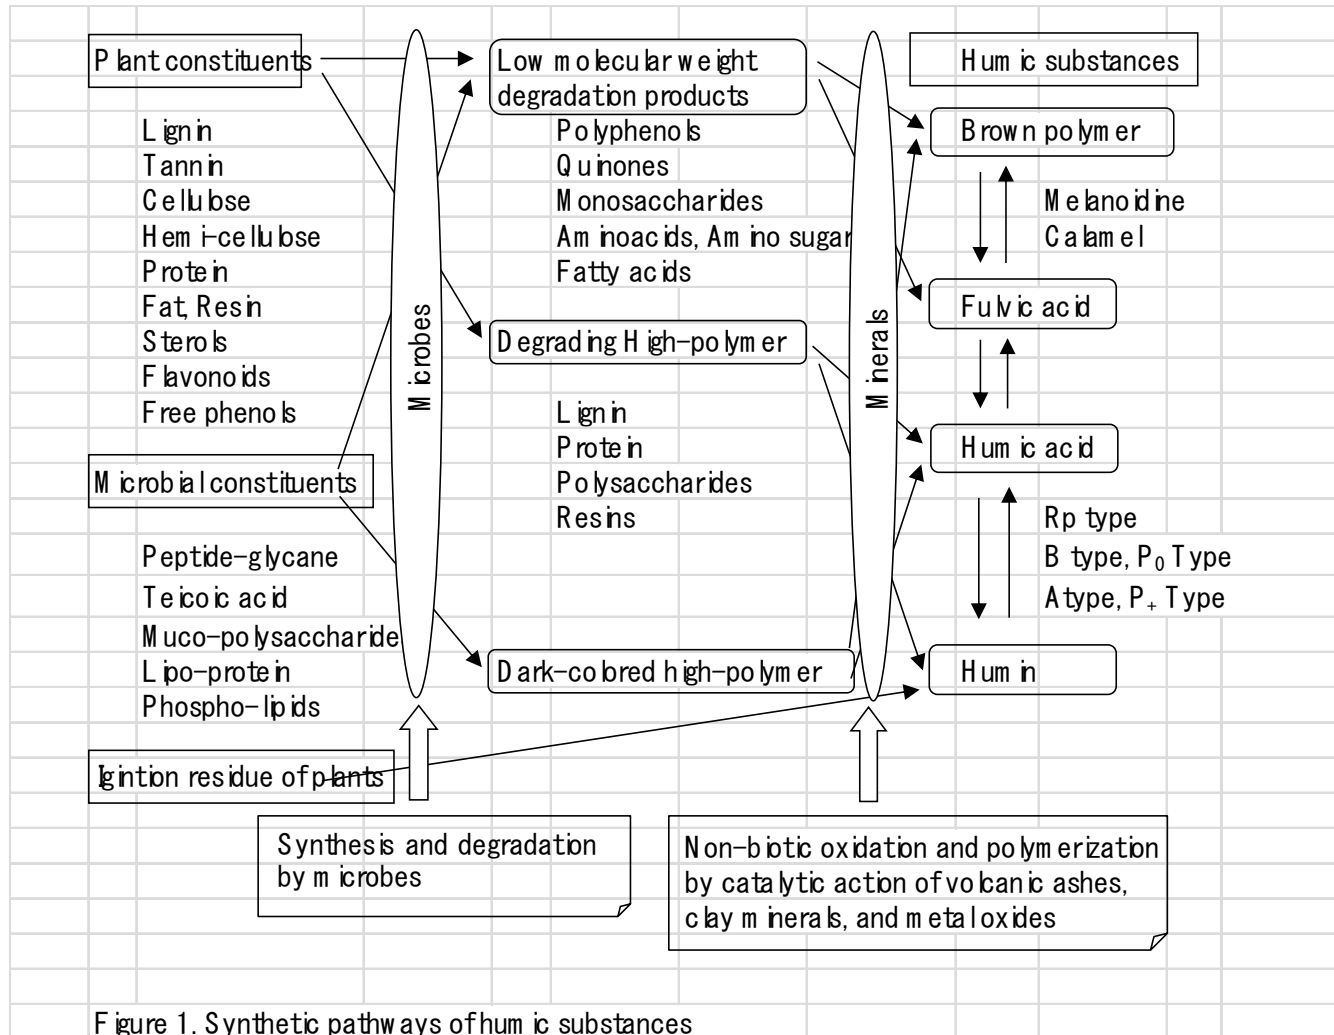 Plant constituents
Lignin
Tannin
Cellulose
Hemi-cellulose
Protein
Fat, Resin
Sterols
Flavonoids
Free phenols
Microbial constituents
Peptide-glycane
Teicoic acid
Muco-polysaccharide
Lipo-protein
Phospho-lipids
Igintion residue of plants
Microbes
Synthesis and degradation
by microbes
Low molecular weight
degradation products
Polyphenols
Quinones
Monosaccharides
Aminoacids, Amino sugar
Fatty acids
Degrading High-polymer
Lignin
Protein
Polysaccharides
Resins
Dark-colored high-polymer
Minerals
Non-biotic oxidation and polymerization
by catalytic action of volcanic ashes,
clay minerals, and metal oxides
Humic substances
Brown polymer
Melanoidine
Calamel
Fulvic acid
Humic acid
Rp type
B type, P₀ Type
Atype, P₊ Type
Humin
Figure 1. Synthetic pathways of humic substances